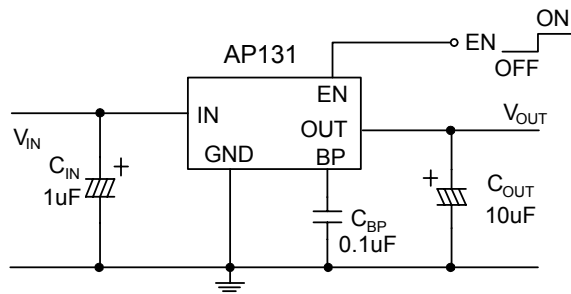 ON
EN
OFF
AP131
EN
IN
OUT
GND
BP
VIN
VOUT
CIN
+
1uF
CBP
0.1uF
+
COUT
10uF